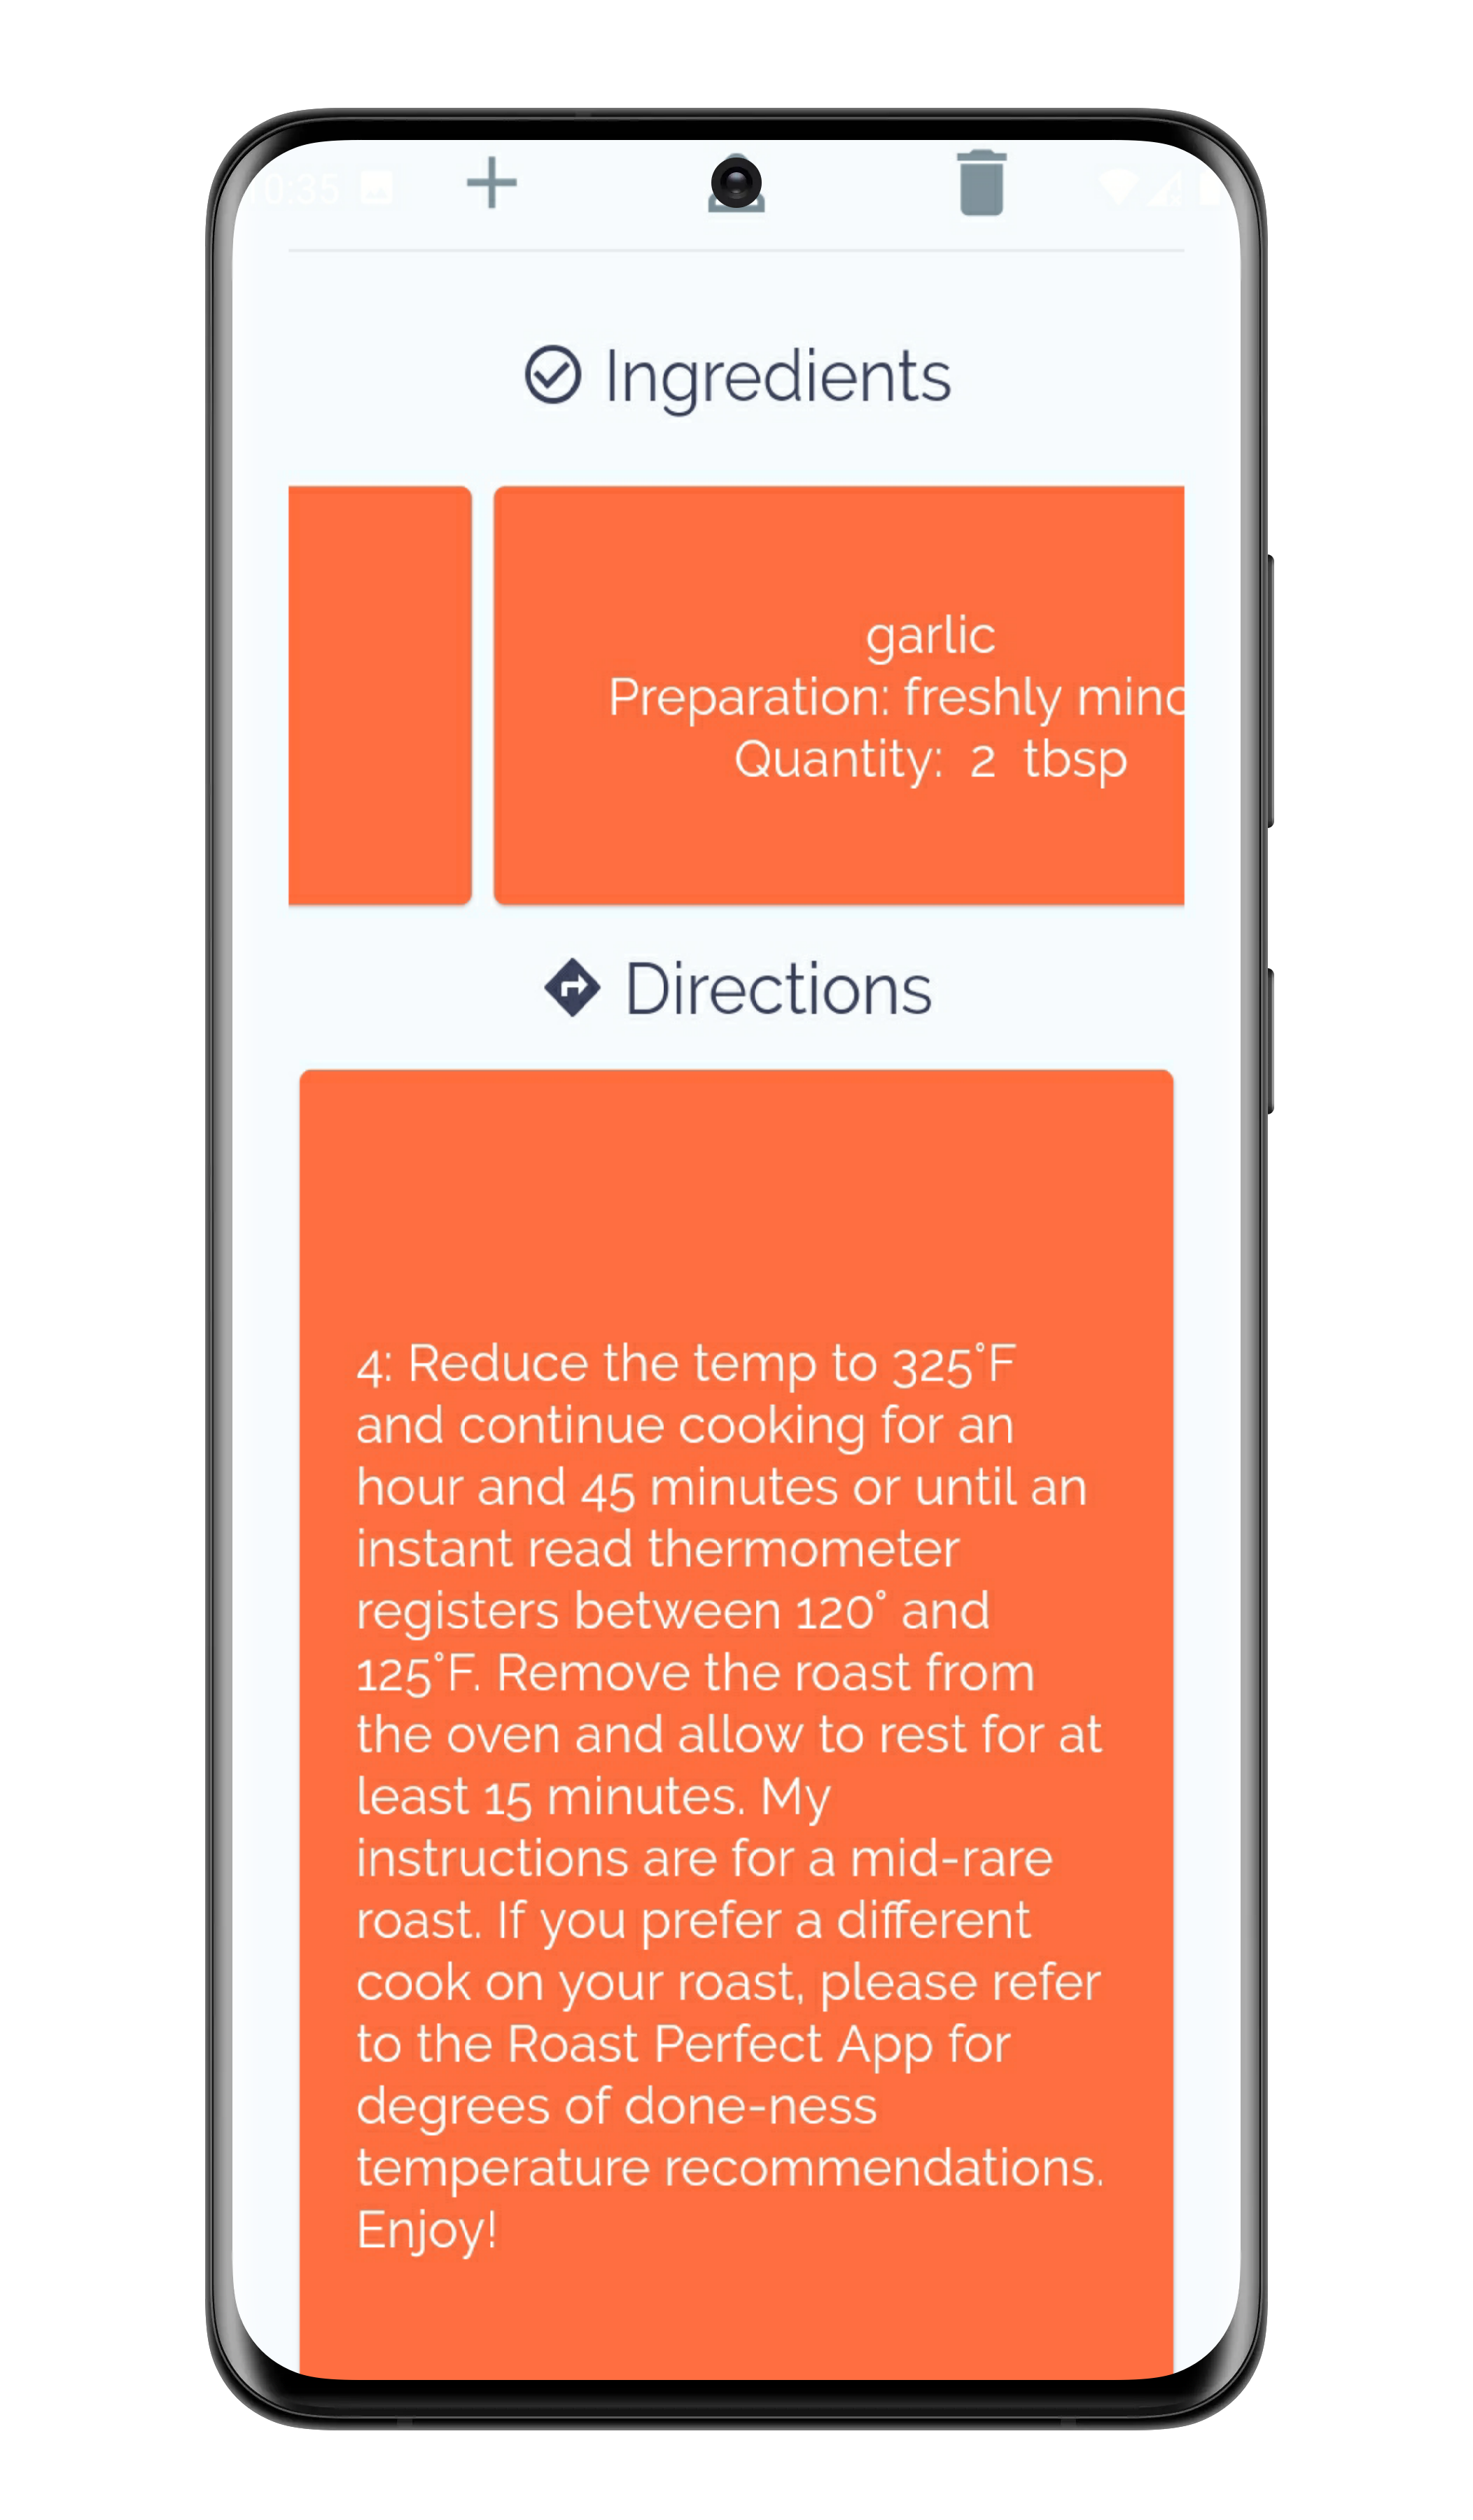 Ingredients
garlic
Preparation: freshly minc
Quantity: 2 tbsp
Directions
4: Reduce the temp to 325°F
and continue cooking for an
hour and 45 minutes or until an
instant read thermometer
registers between 120° and
125°F. Remove the roast from
the oven and allow to rest for at
least 15 minutes. My
instructions are for a mid-rare
roast. If you prefer a different
cook on your roast, please refer
to the Roast Perfect App for
degrees of done-ness
temperature recommendations.
Enjoy!